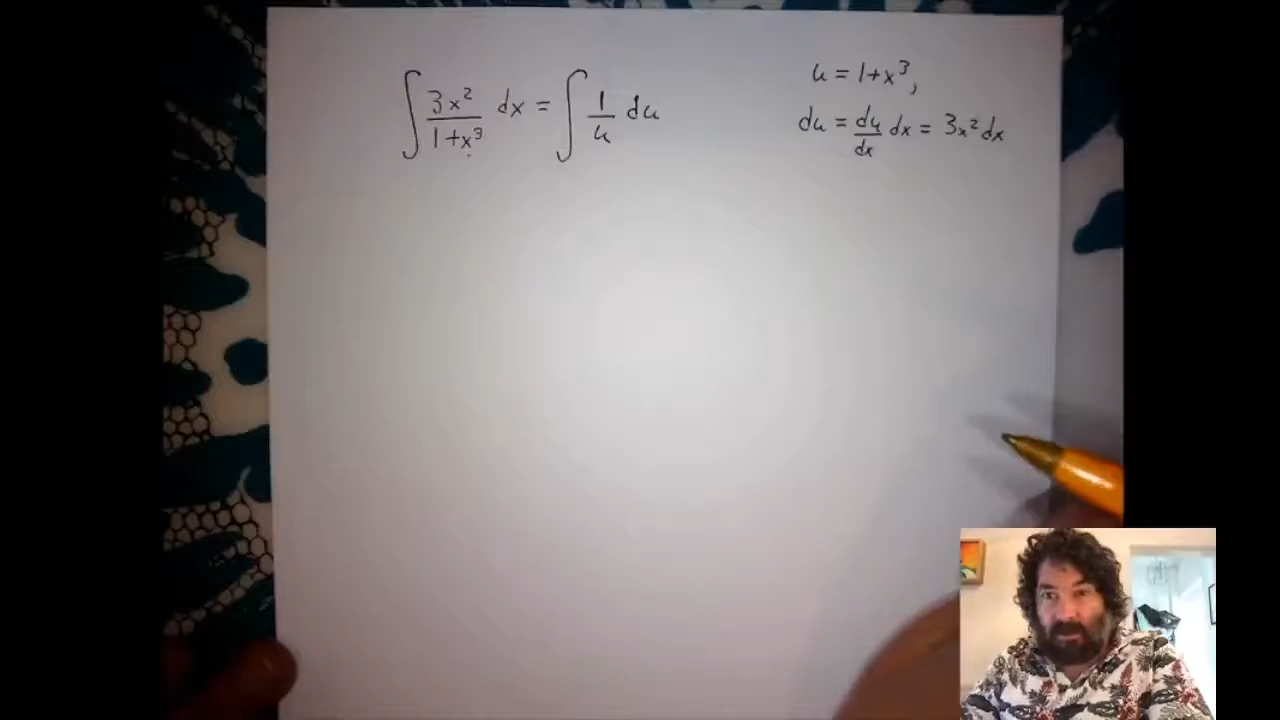 ∫ 3x²/(1+x³) dx = ∫ 1/u du
u = 1+x³,
du = du/dx dx = 3x² dx